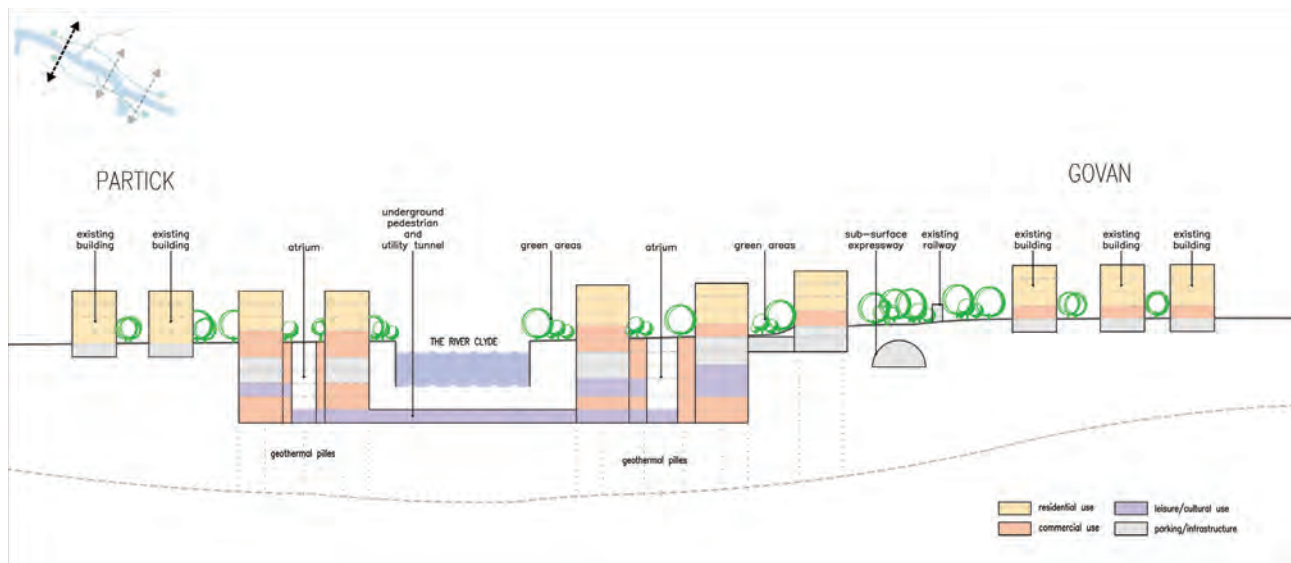 PARTICK
GOVAN
existing
building
existing
building
atrium
underground
pedestrian
and
utility tunnel
green areas
atrium
green areas
sub-surface
expressway
existing
railway
existing
building
existing
building
existing
building
THE RIVER CLYDE
geothermal pilles
geothermal pilles
residential use
leisure/cultural use
commercial use
parking/infrastructure